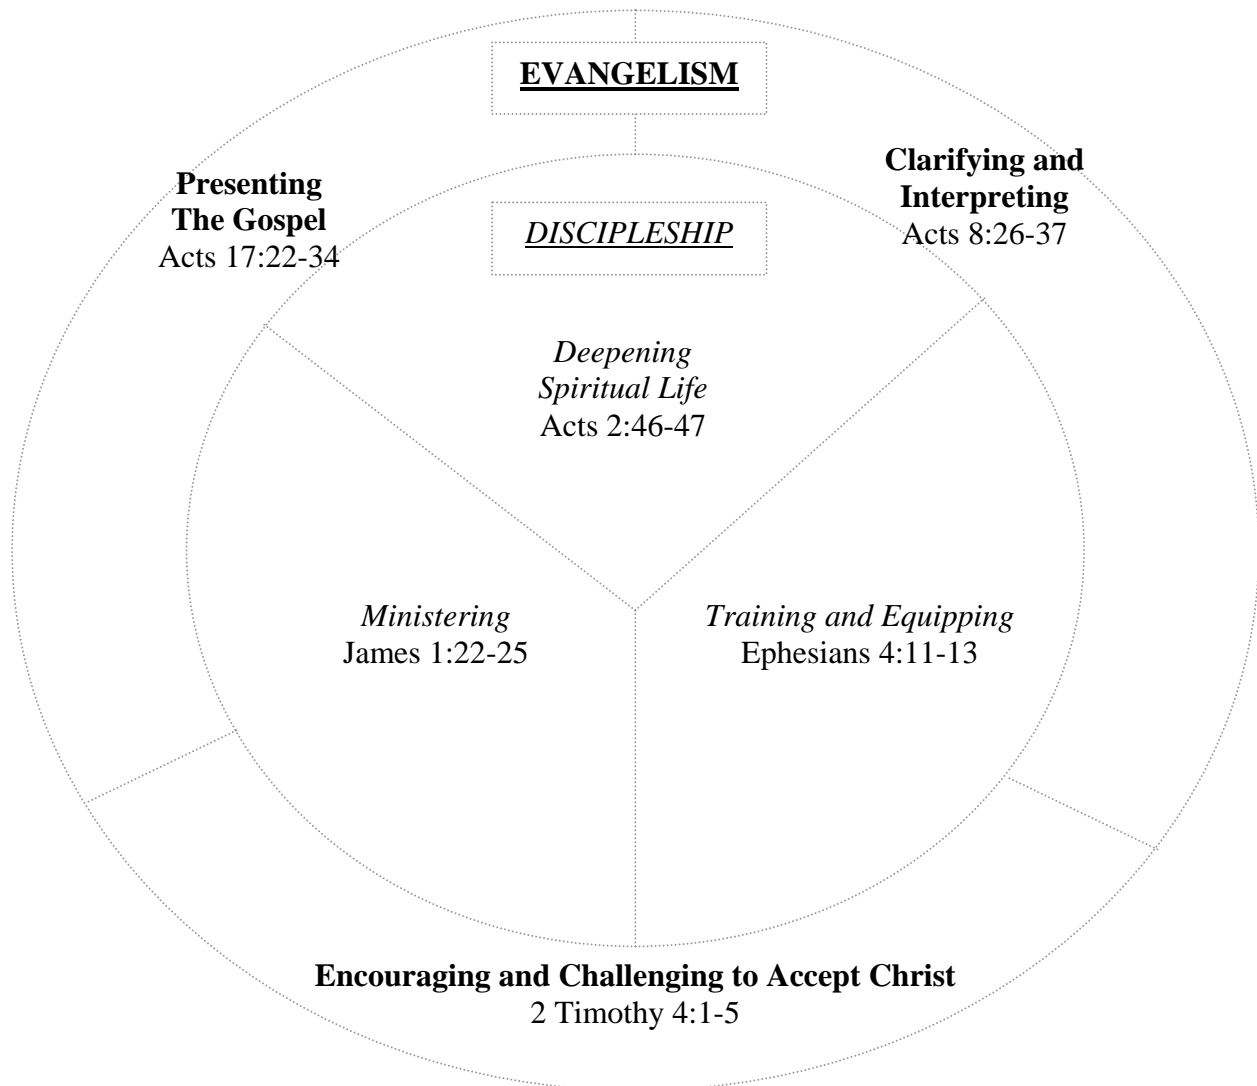 EVANGELISM
Presenting
The Gospel
Acts 17:22-34
Clarifying and
Interpreting
Acts 8:26-37
DISCIPLESHIP
Deepening
Spiritual Life
Acts 2:46-47
Ministering
James 1:22-25
Training and Equipping
Ephesians 4:11-13
Encouraging and Challenging to Accept Christ
2 Timothy 4:1-5